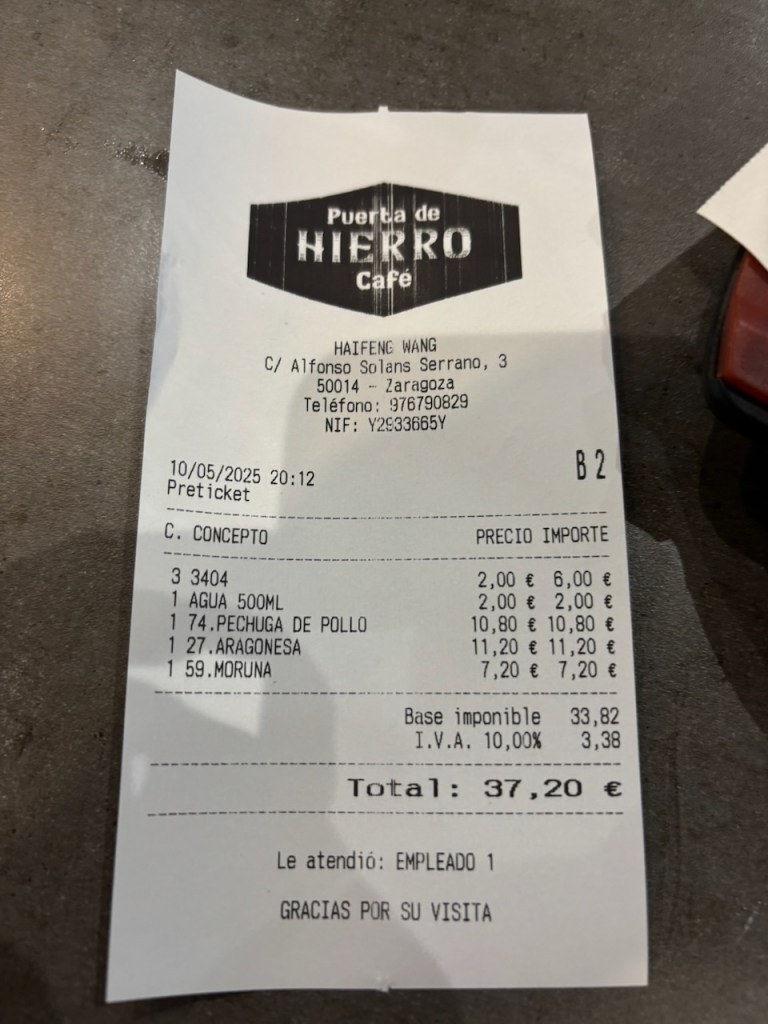 Puerta de
HIERRO
Café
HAIFENG WANG
C/ Alfonso Solans Serrano, 3
50014 - Zaragoza
Teléfono: 976790829
NIF: Y2933665Y
B 2
10/05/2025 20:12
Preticket
C. CONCEPTO PRECIO IMPORTE
3 3404 2,00 € 6,00 €
1 AGUA 500ML 2,00 € 2,00 €
1 74.PECHUGA DE POLLO 10,80 € 10,80 €
1 27.ARAGONESA 11,20 € 11,20 €
1 59.MORUNA 7,20 € 7,20 €
Base imponible 33,82
I.V.A. 10,00% 3,38
Total: 37,20 €
Le atendió: EMPLEADO 1
GRACIAS POR SU VISITA